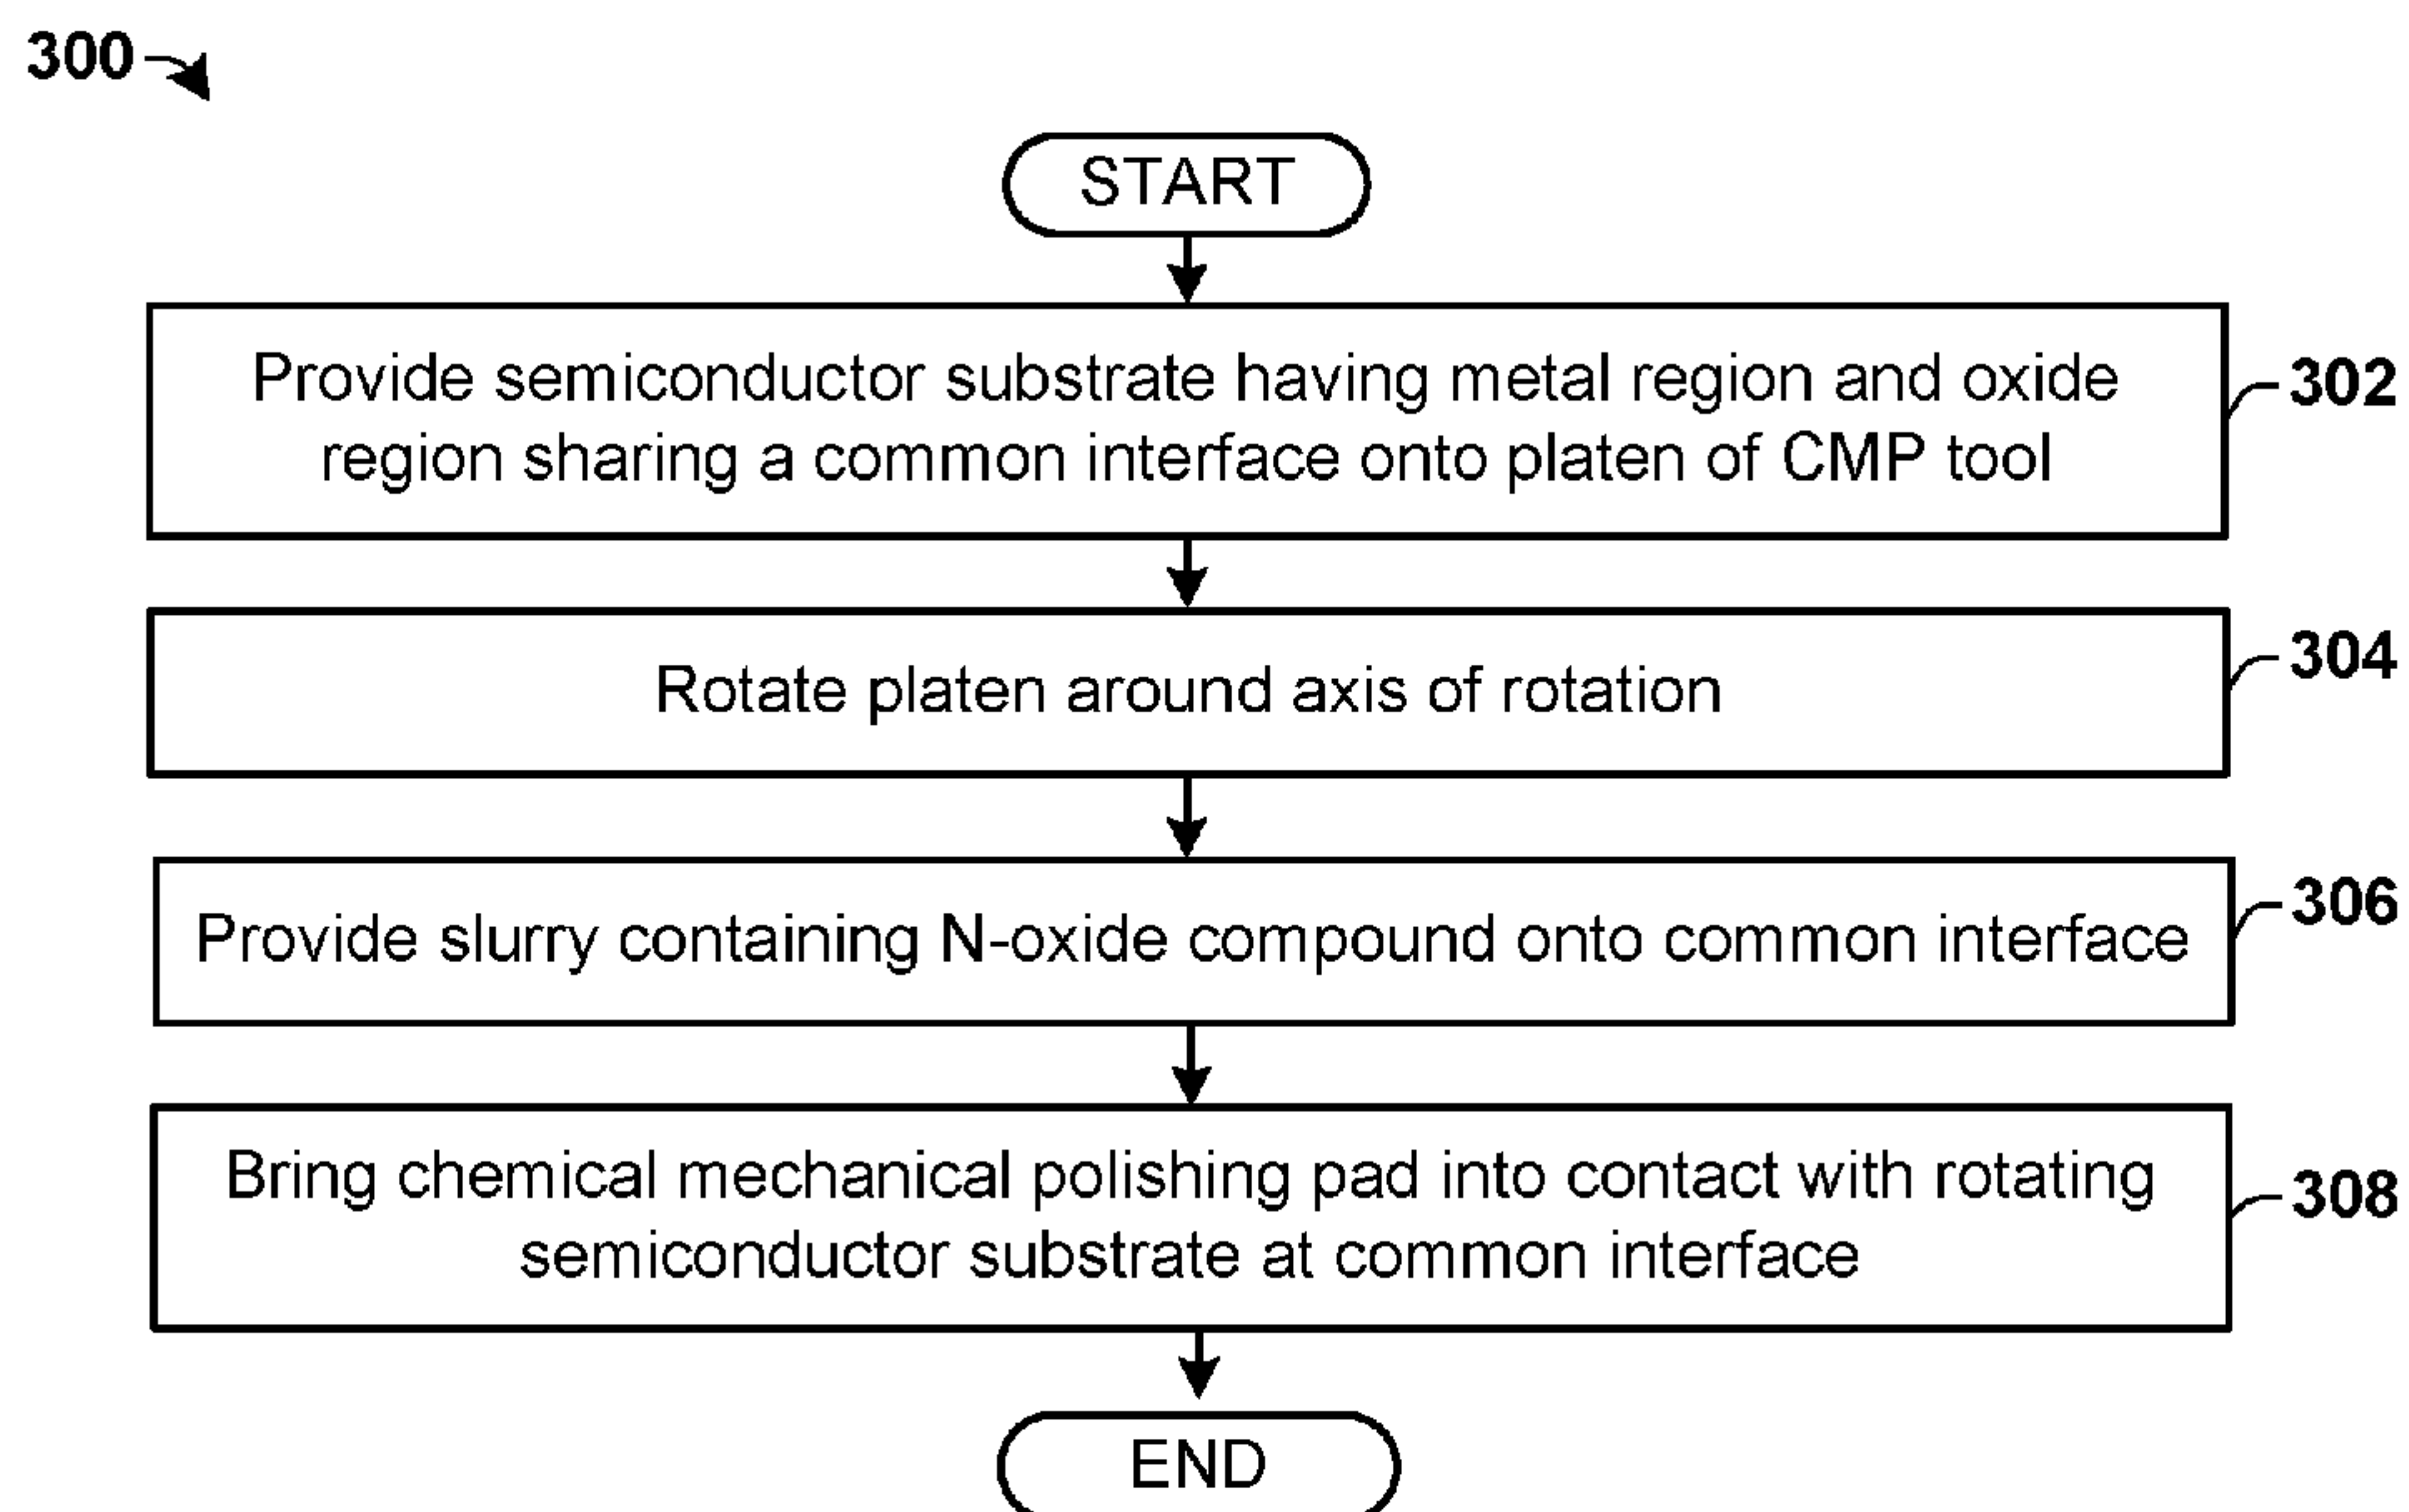 300
START
Provide semiconductor substrate having metal region and oxide
region sharing a common interface onto platen of CMP tool
302
Rotate platen around axis of rotation
304
Provide slurry containing N-oxide compound onto common interface
306
Bring chemical mechanical polishing pad into contact with rotating
semiconductor substrate at common interface
308
END